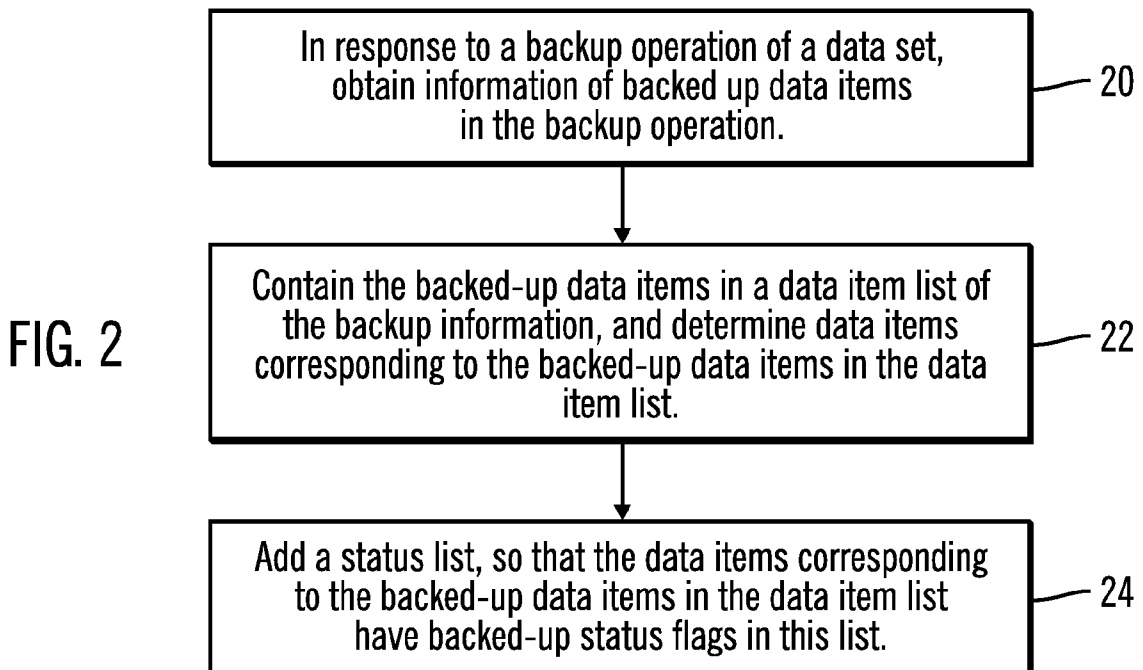 In response to a backup operation of a data set,
obtain information of backed up data items
in the backup operation.
20
Contain the backed-up data items in a data item list of
the backup information, and determine data items
corresponding to the backed-up data items in the data
item list.
22
FIG. 2
Add a status list, so that the data items corresponding
to the backed-up data items in the data item list
have backed-up status flags in this list.
24